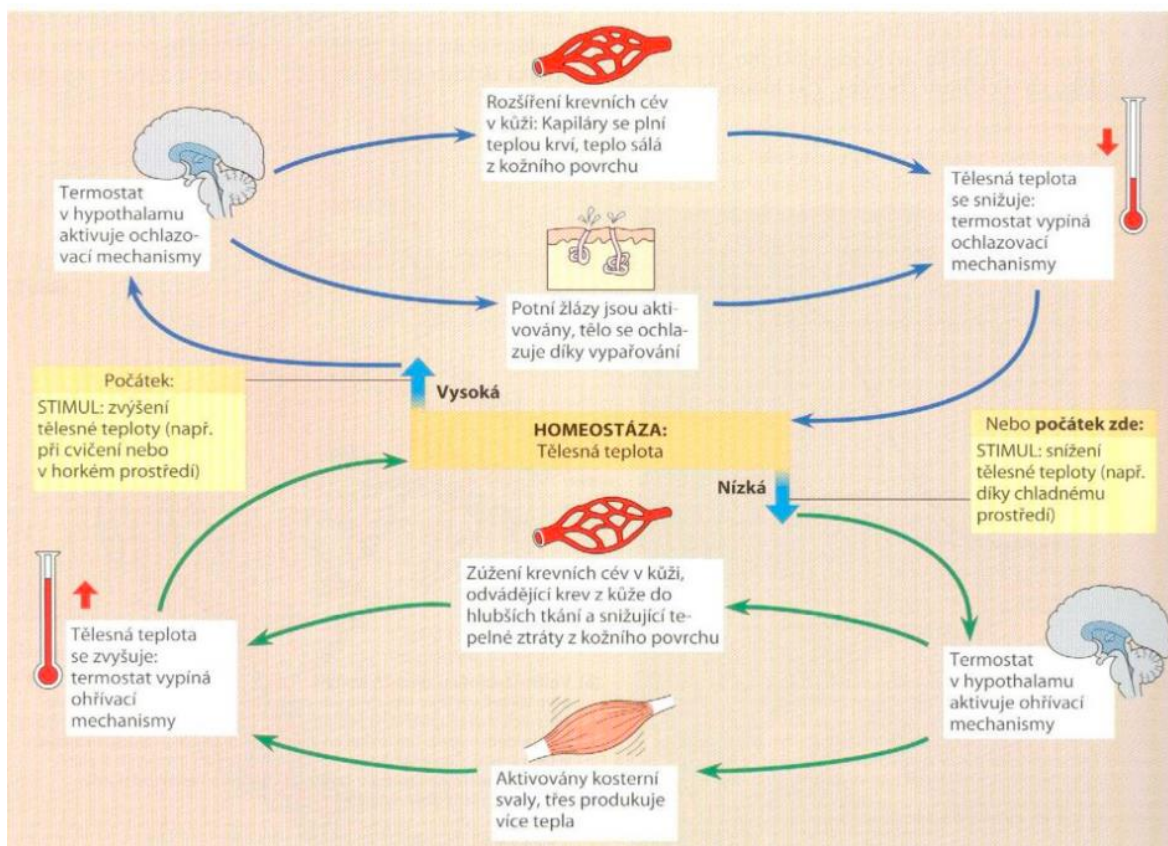 Rozšíření krevních cév
v kůži: Kapiláry se plní
teplou krví, teplo sálá
z kožního povrchu
Termostat
v hypothalamu
aktivuje ochlazo-
vací mechanismy
Tělesná teplota
se snižuje:
termostat vypíná
ochlazovací
mechanismy
Potní žlázy jsou akti-
vovány, tělo se ochla-
zuje díky vypařování
Počátek:
STIMUL: zvýšení
tělesné teploty (např.
při cvičení nebo
v horkém prostředí)
Vysoká
HOMEOSTÁZA:
Tělesná teplota
Nízká
Nebo počátek zde:
STIMUL: snížení
tělesné teploty (např.
díky chladnému
prostředí)
Zúžení krevních cév v kůži,
odvádějící krev z kůže do
hlubších tkání a snižující te-
pelné ztráty z kožního povrchu
Tělesná teplota
se zvyšuje:
termostat vypíná
ohřívací
mechanismy
Termostat
v hypothalamu
aktivuje ohřívací
mechanismy
Aktivovány kosterní
svaly, třes produkuje
více tepla